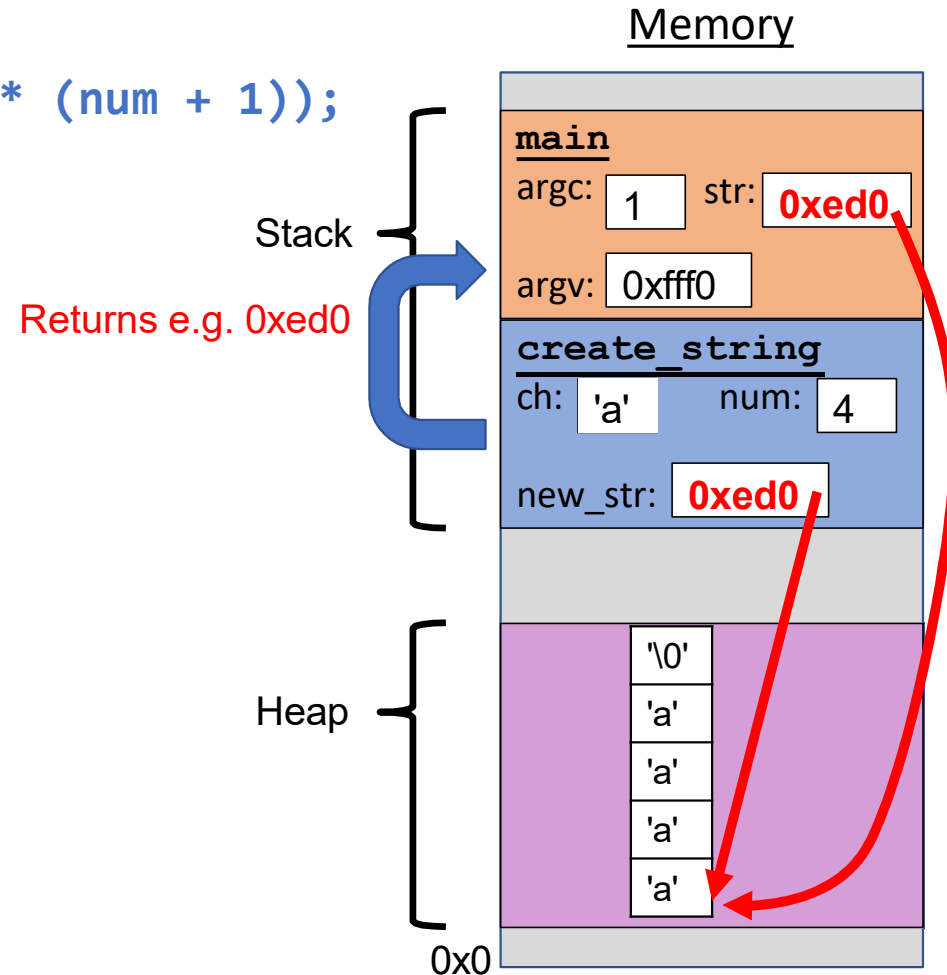 Memory
* (num + 1));
main
argc: 1 str: 0xed0
Stack
argv: 0xfff0
Returns e.g. 0xed0
create_string
ch: 'a' num: 4
new_str: 0xed0
'\0'
Heap
'a'
'a'
'a'
'a'
0x0